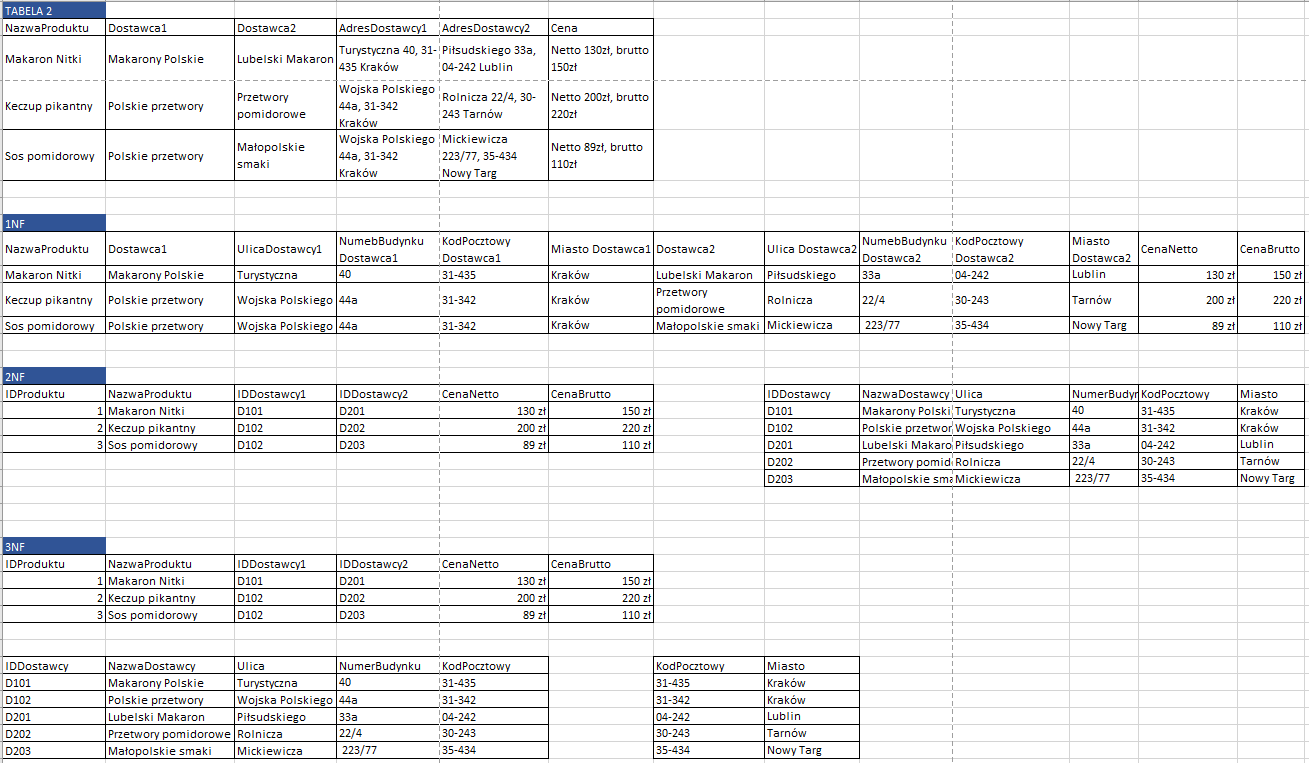 TABELA 2
NazwaProduktu Dostawca1 Dostawca2 AdresDostawcy1 AdresDostawcy2 Cena
Makaron Nitki Makarony Polskie Lubelski Makaron Turystyczna 40, 31-435 Kraków Piłsudskiego 33a, 04-242 Lublin Netto 130zł, brutto 150zł
Keczup pikantny Polskie przetwory Przetwory pomidorowe Wojska Polskiego 44a, 31-342 Kraków Rolnicza 22/4, 30-243 Tarnów Netto 200zł, brutto 220zł
Sos pomidorowy Polskie przetwory Małopolskie smaki Wojska Polskiego 44a, 31-342 Kraków Mickiewicza 223/77, 35-434 Nowy Targ Netto 89zł, brutto 110zł
1NF
NazwaProduktu Dostawca1 UlicaDostawcy1 NumebBudynku Dostawca1 KodPocztowy Dostawca1 Miasto Dostawca1 Dostawca2 Ulica Dostawca2 NumebBudynku Dostawca2 KodPocztowy Dostawca2 Miasto Dostawca2 CenaNetto CenaBrutto
Makaron Nitki Makarony Polskie Turystyczna 40 31-435 Kraków Lubelski Makaron Piłsudskiego 33a 04-242 Lublin 130 zł 150 zł
Keczup pikantny Polskie przetwory Wojska Polskiego 44a 31-342 Kraków Przetwory pomidorowe Rolnicza 22/4 30-243 Tarnów 200 zł 220 zł
Sos pomidorowy Polskie przetwory Wojska Polskiego 44a 31-342 Kraków Małopolskie smaki Mickiewicza 223/77 35-434 Nowy Targ 89 zł 110 zł
2NF
IDProduktu NazwaProduktu IDDostawcy1 IDDostawcy2 CenaNetto CenaBrutto
1 Makaron Nitki D101 D201 130 zł 150 zł
2 Keczup pikantny D102 D202 200 zł 220 zł
3 Sos pomidorowy D102 D203 89 zł 110 zł
IDDostawcy NazwaDostawcy Ulica NumerBudyr KodPocztowy Miasto
D101 Makarony Polski Turystyczna 40 31-435 Kraków
D102 Polskie przetwor Wojska Polskiego 44a 31-342 Kraków
D201 Lubelski Makaro Piłsudskiego 33a 04-242 Lublin
D202 Przetwory pomid Rolnicza 22/4 30-243 Tarnów
D203 Małopolskie sma Mickiewicza 223/77 35-434 Nowy Targ
3NF
IDProduktu NazwaProduktu IDDostawcy1 IDDostawcy2 CenaNetto CenaBrutto
1 Makaron Nitki D101 D201 130 zł 150 zł
2 Keczup pikantny D102 D202 200 zł 220 zł
3 Sos pomidorowy D102 D203 89 zł 110 zł
IDDostawcy NazwaDostawcy Ulica NumerBudynku KodPocztowy
D101 Makarony Polskie Turystyczna 40 31-435
D102 Polskie przetwory Wojska Polskiego 44a 31-342
D201 Lubelski Makaron Piłsudskiego 33a 04-242
D202 Przetwory pomidorowe Rolnicza 22/4 30-243
D203 Małopolskie smaki Mickiewicza 223/77 35-434
KodPocztowy Miasto
31-435 Kraków
31-342 Kraków
04-242 Lublin
30-243 Tarnów
35-434 Nowy Targ